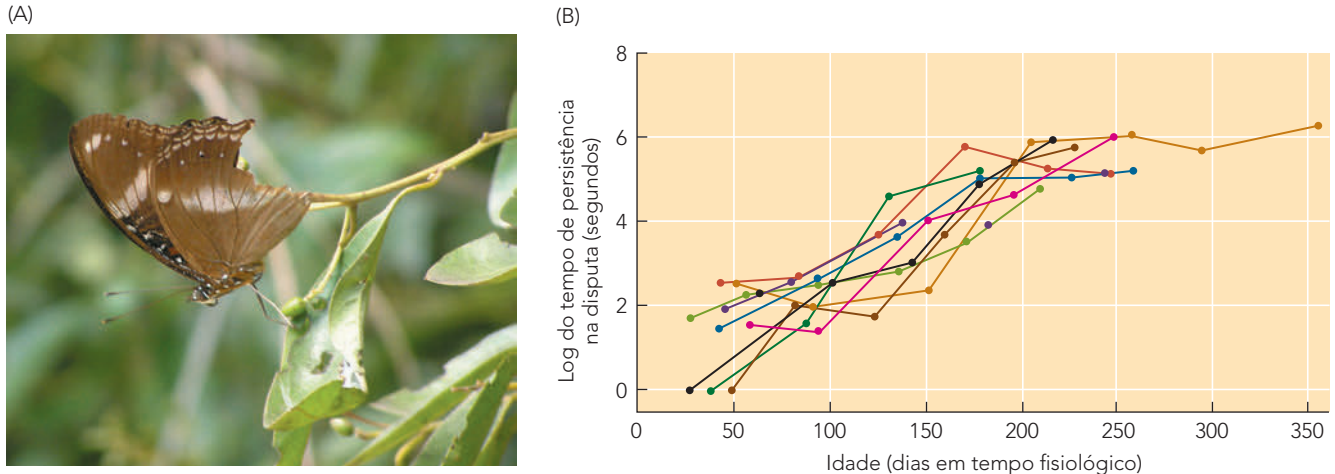 (A)
(B)
Log do tempo de persistência
na disputa (segundos)
8
6
4
2
0
0 50 100 150 200 250 300 350
Idade (dias em tempo fisiológico)